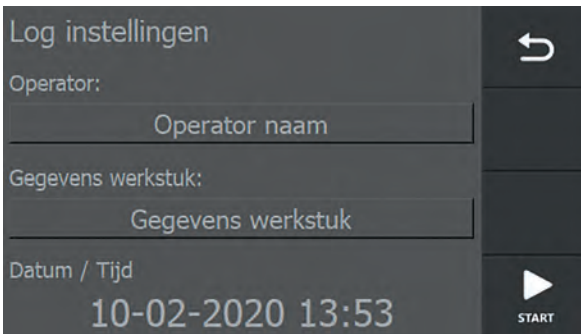 Log instellingen
Operator:
Operator naam
Gegevens werkstuk:
Gegevens werkstuk
Datum / Tijd
10-02-2020 13:53
START